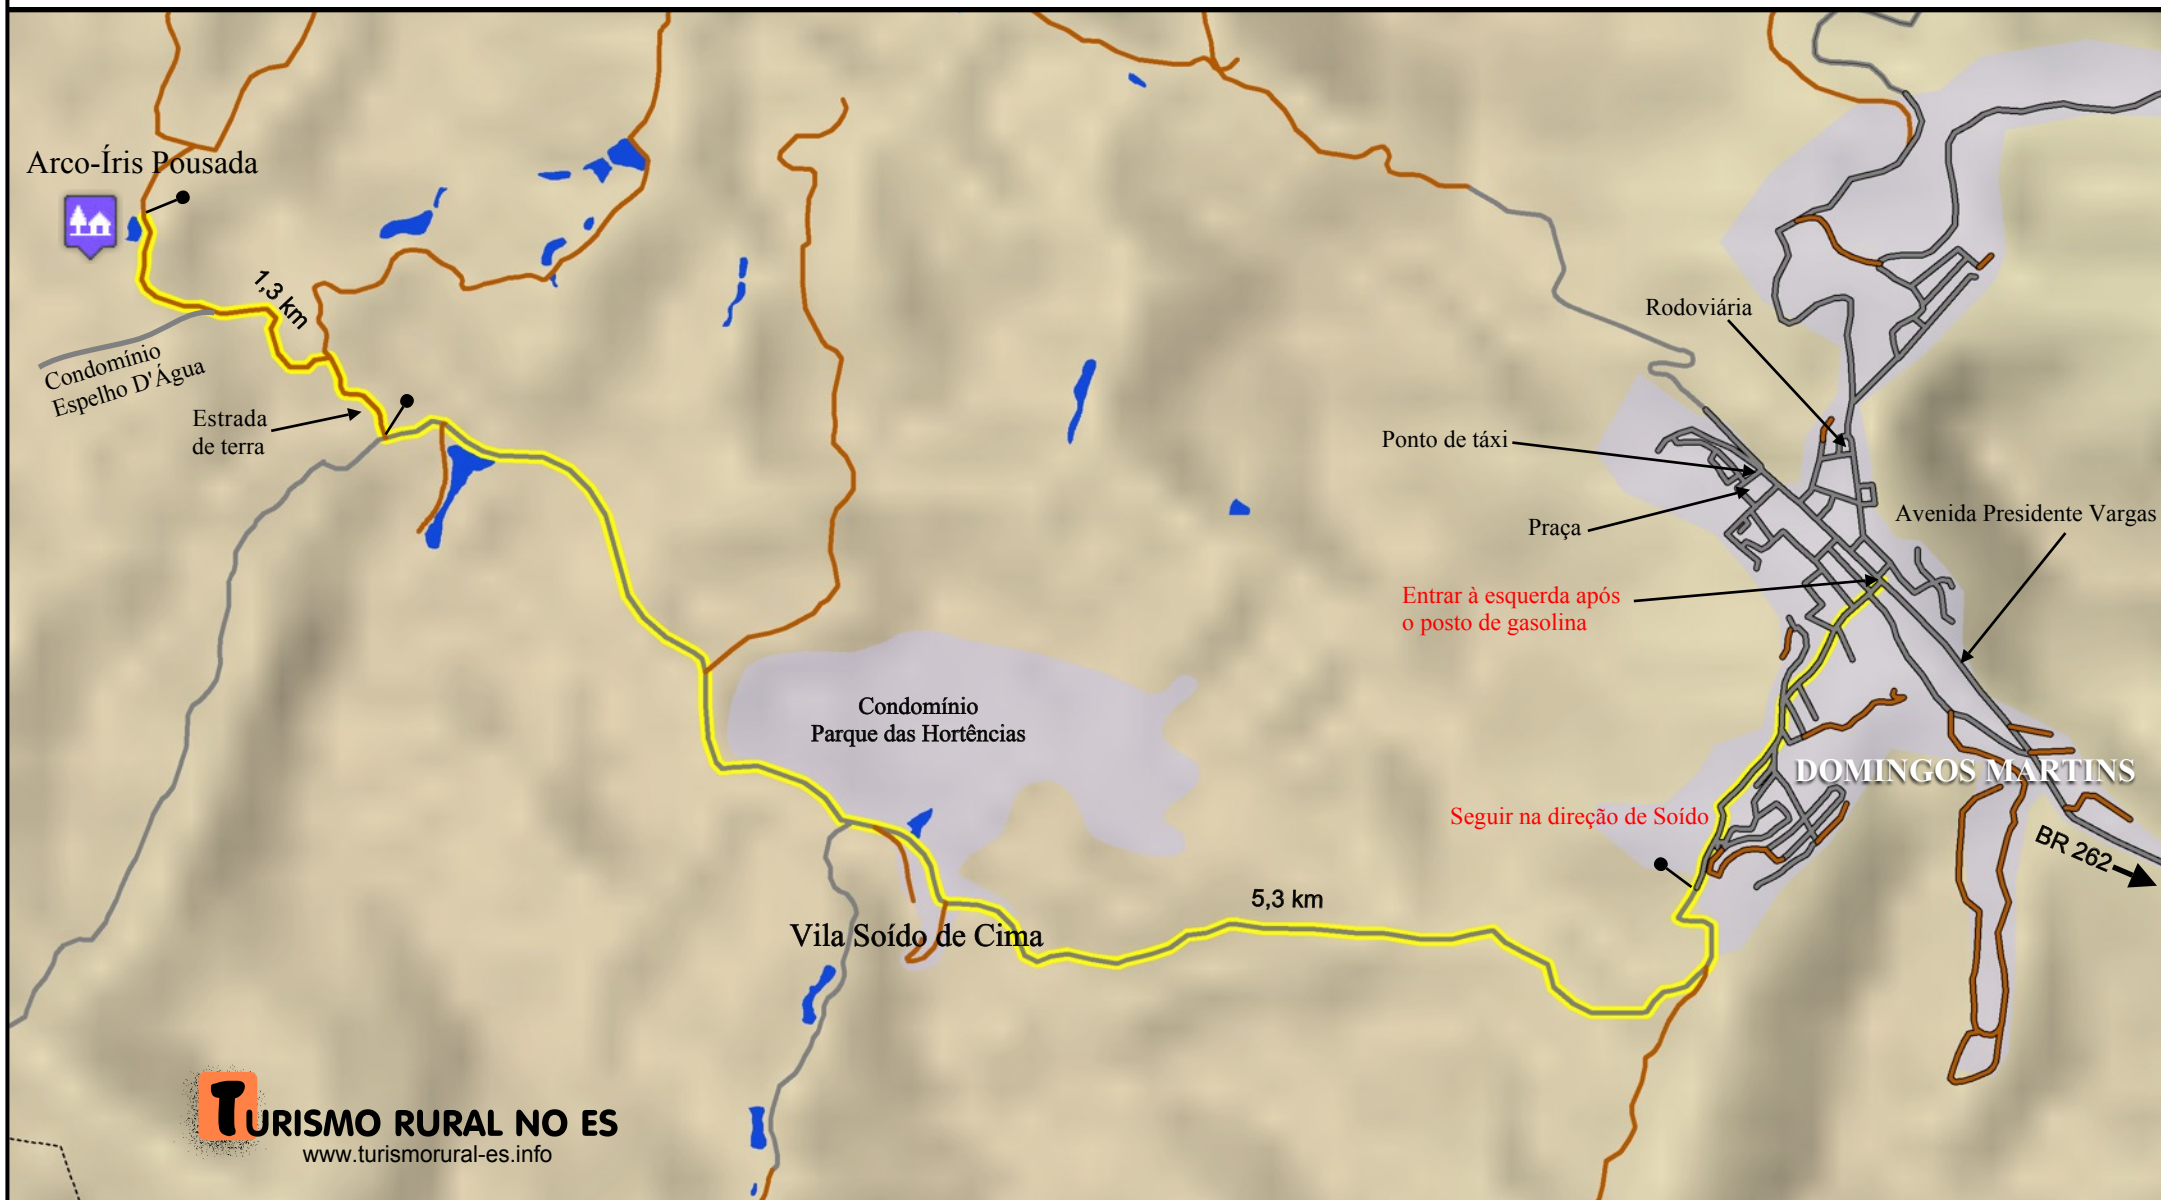 Arco-Íris Pousada
1,3 km
Condomínio
Espelho D'Água
Estrada
de terra
Rodoviária
Ponto de táxi
Praça
Avenida Presidente Vargas
Entrar à esquerda após
o posto de gasolina
Condomínio
Parque das Hortências
DOMINGOS MARTINS
Seguir na direção de Soído
BR 262
5,3 km
Vila Soído de Cima
TURISMO RURAL NO ES
www.turismorural-es.info